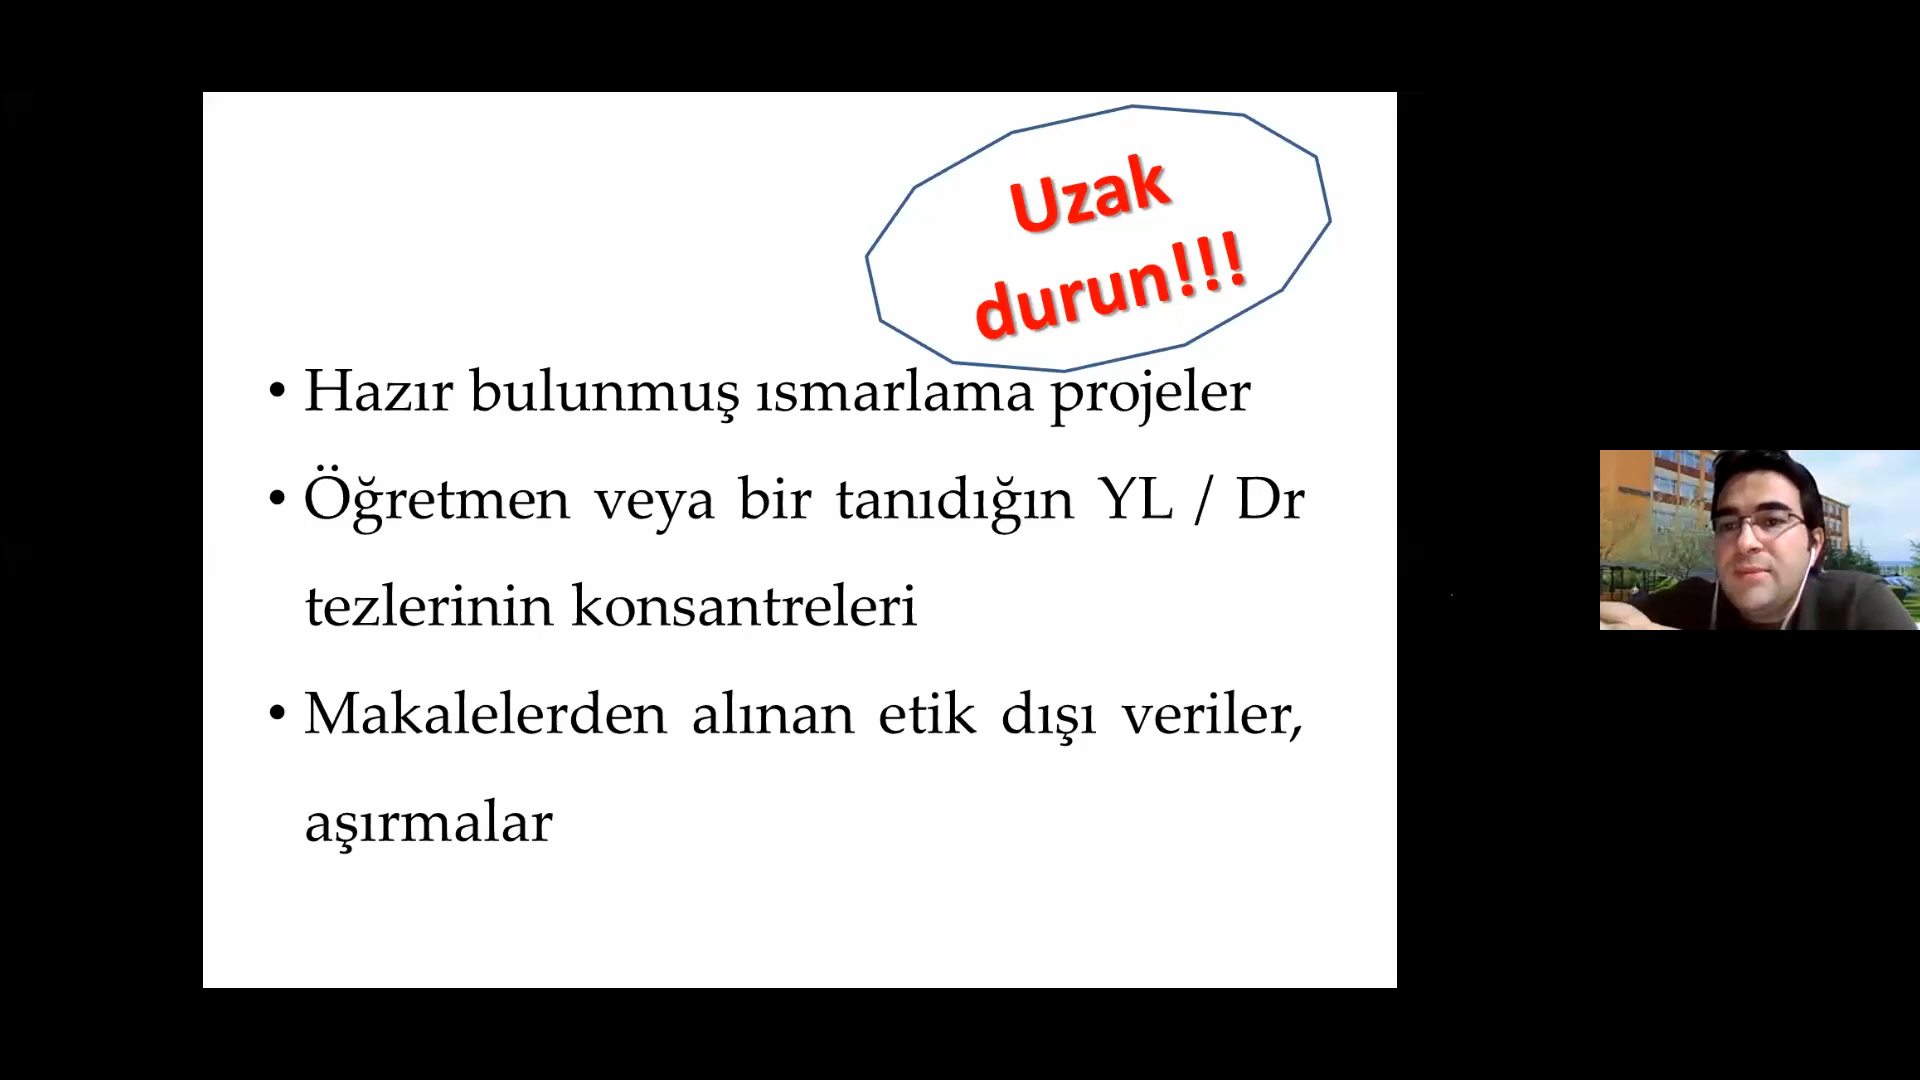 Uzak
durun!!!
• Hazır bulunmuş ısmarlama projeler
• Öğretmen veya bir tanıdığın YL / Dr
tezlerinin konsantreleri
• Makalelerden alınan etik dışı veriler,
aşırmalar